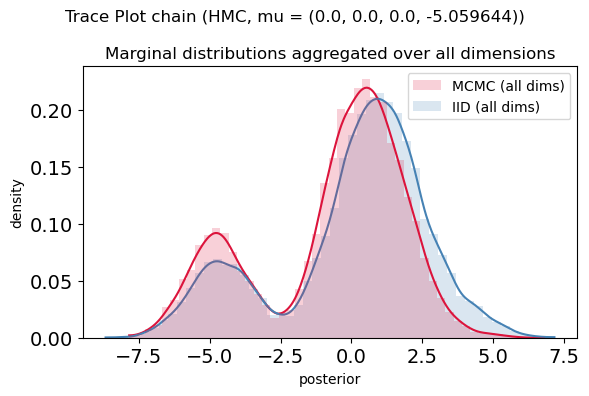 Trace Plot chain (HMC, mu = (0.0, 0.0, 0.0, -5.059644))
Marginal distributions aggregated over all dimensions
MCMC (all dims)
IID (all dims)
density
0.20
0.15
0.10
0.05
0.00
−7.5 −5.0 −2.5 0.0 2.5 5.0 7.5
posterior